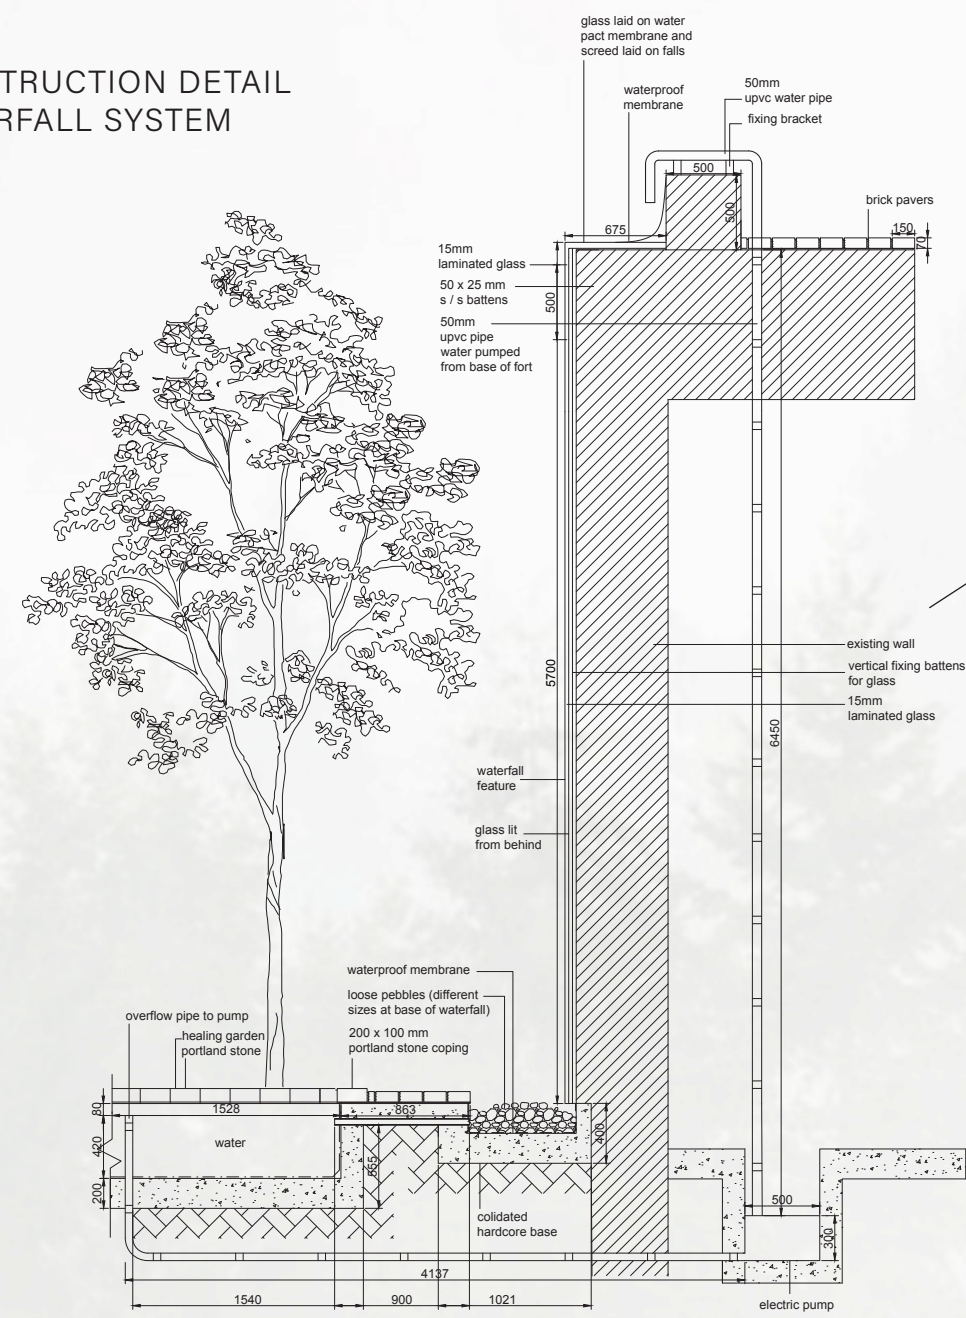 TRUCTION DETAIL
RFALL SYSTEM
glass laid on water
pact membrane and
screed laid on falls
waterproof
membrane
50mm
upvc water pipe
fixing bracket
500
500
brick pavers
675
150
70
15mm
laminated glass
50 x 25 mm
s / s battens
500
50mm
upvc pipe
water pumped
from base of fort
existing wall
vertical fixing battens
for glass
5700
15mm
laminated glass
6450
waterfall
feature
glass lit
from behind
waterproof membrane
loose pebbles (different
sizes at base of waterfall)
overflow pipe to pump
healing garden
portland stone
200 x 100 mm
portland stone coping
80
1528
863
420
water
400
655
200
500
colidated
hardcore base
300
4137
1540
900
1021
electric pump